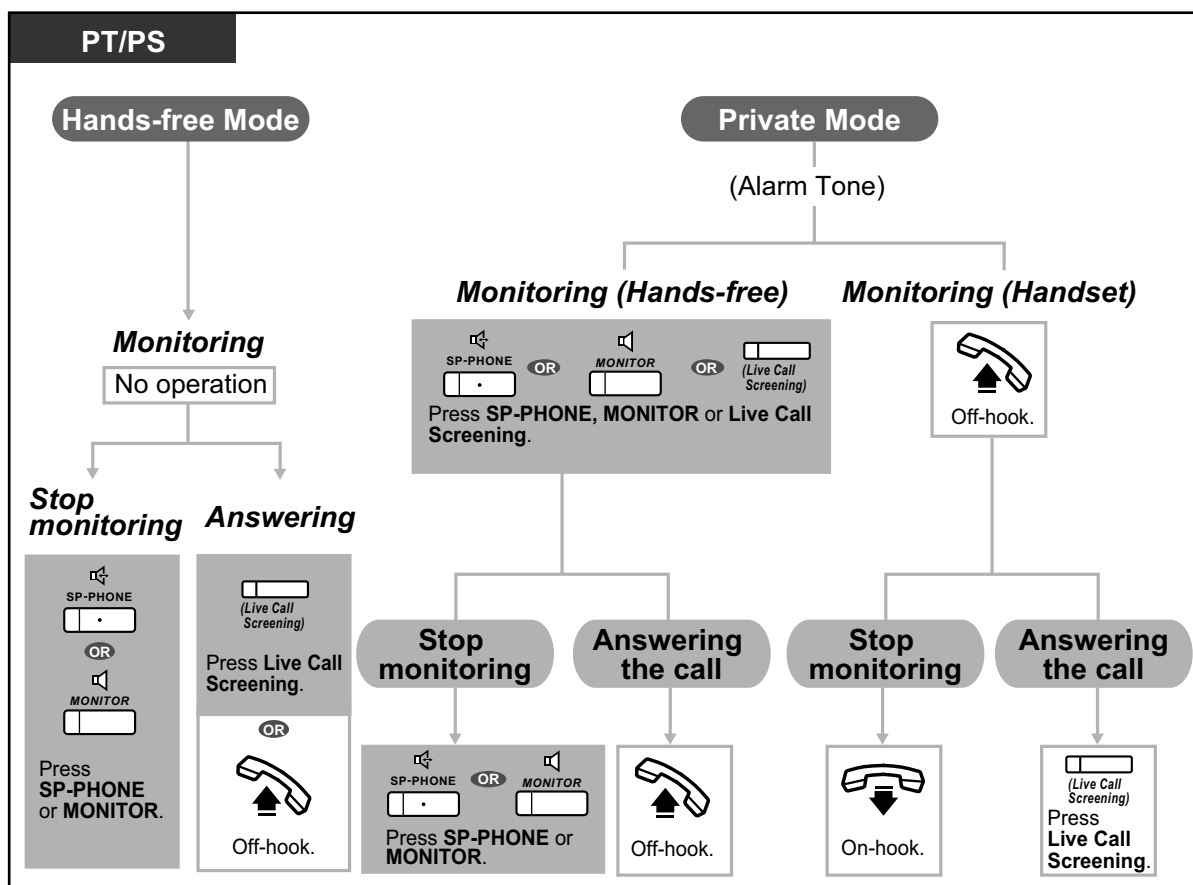 PT/PS
Hands-free Mode
Monitoring
No operation
Stop
monitoring
SP-PHONE
OR
MONITOR
Press
SP-PHONE
or MONITOR.
Answering
(Live Call
Screening)
Press Live Call
Screening.
OR
Off-hook.
Private Mode
(Alarm Tone)
Monitoring (Hands-free)
SP-PHONE
OR
MONITOR
OR
(Live Call
Screening)
Press SP-PHONE, MONITOR or Live Call
Screening.
Stop
monitoring
SP-PHONE
OR
MONITOR
Press SP-PHONE or
MONITOR.
Answering
the call
Off-hook.
Monitoring (Handset)
Off-hook.
Stop
monitoring
On-hook.
Answering
the call
(Live Call
Screening)
Press
Live Call
Screening.